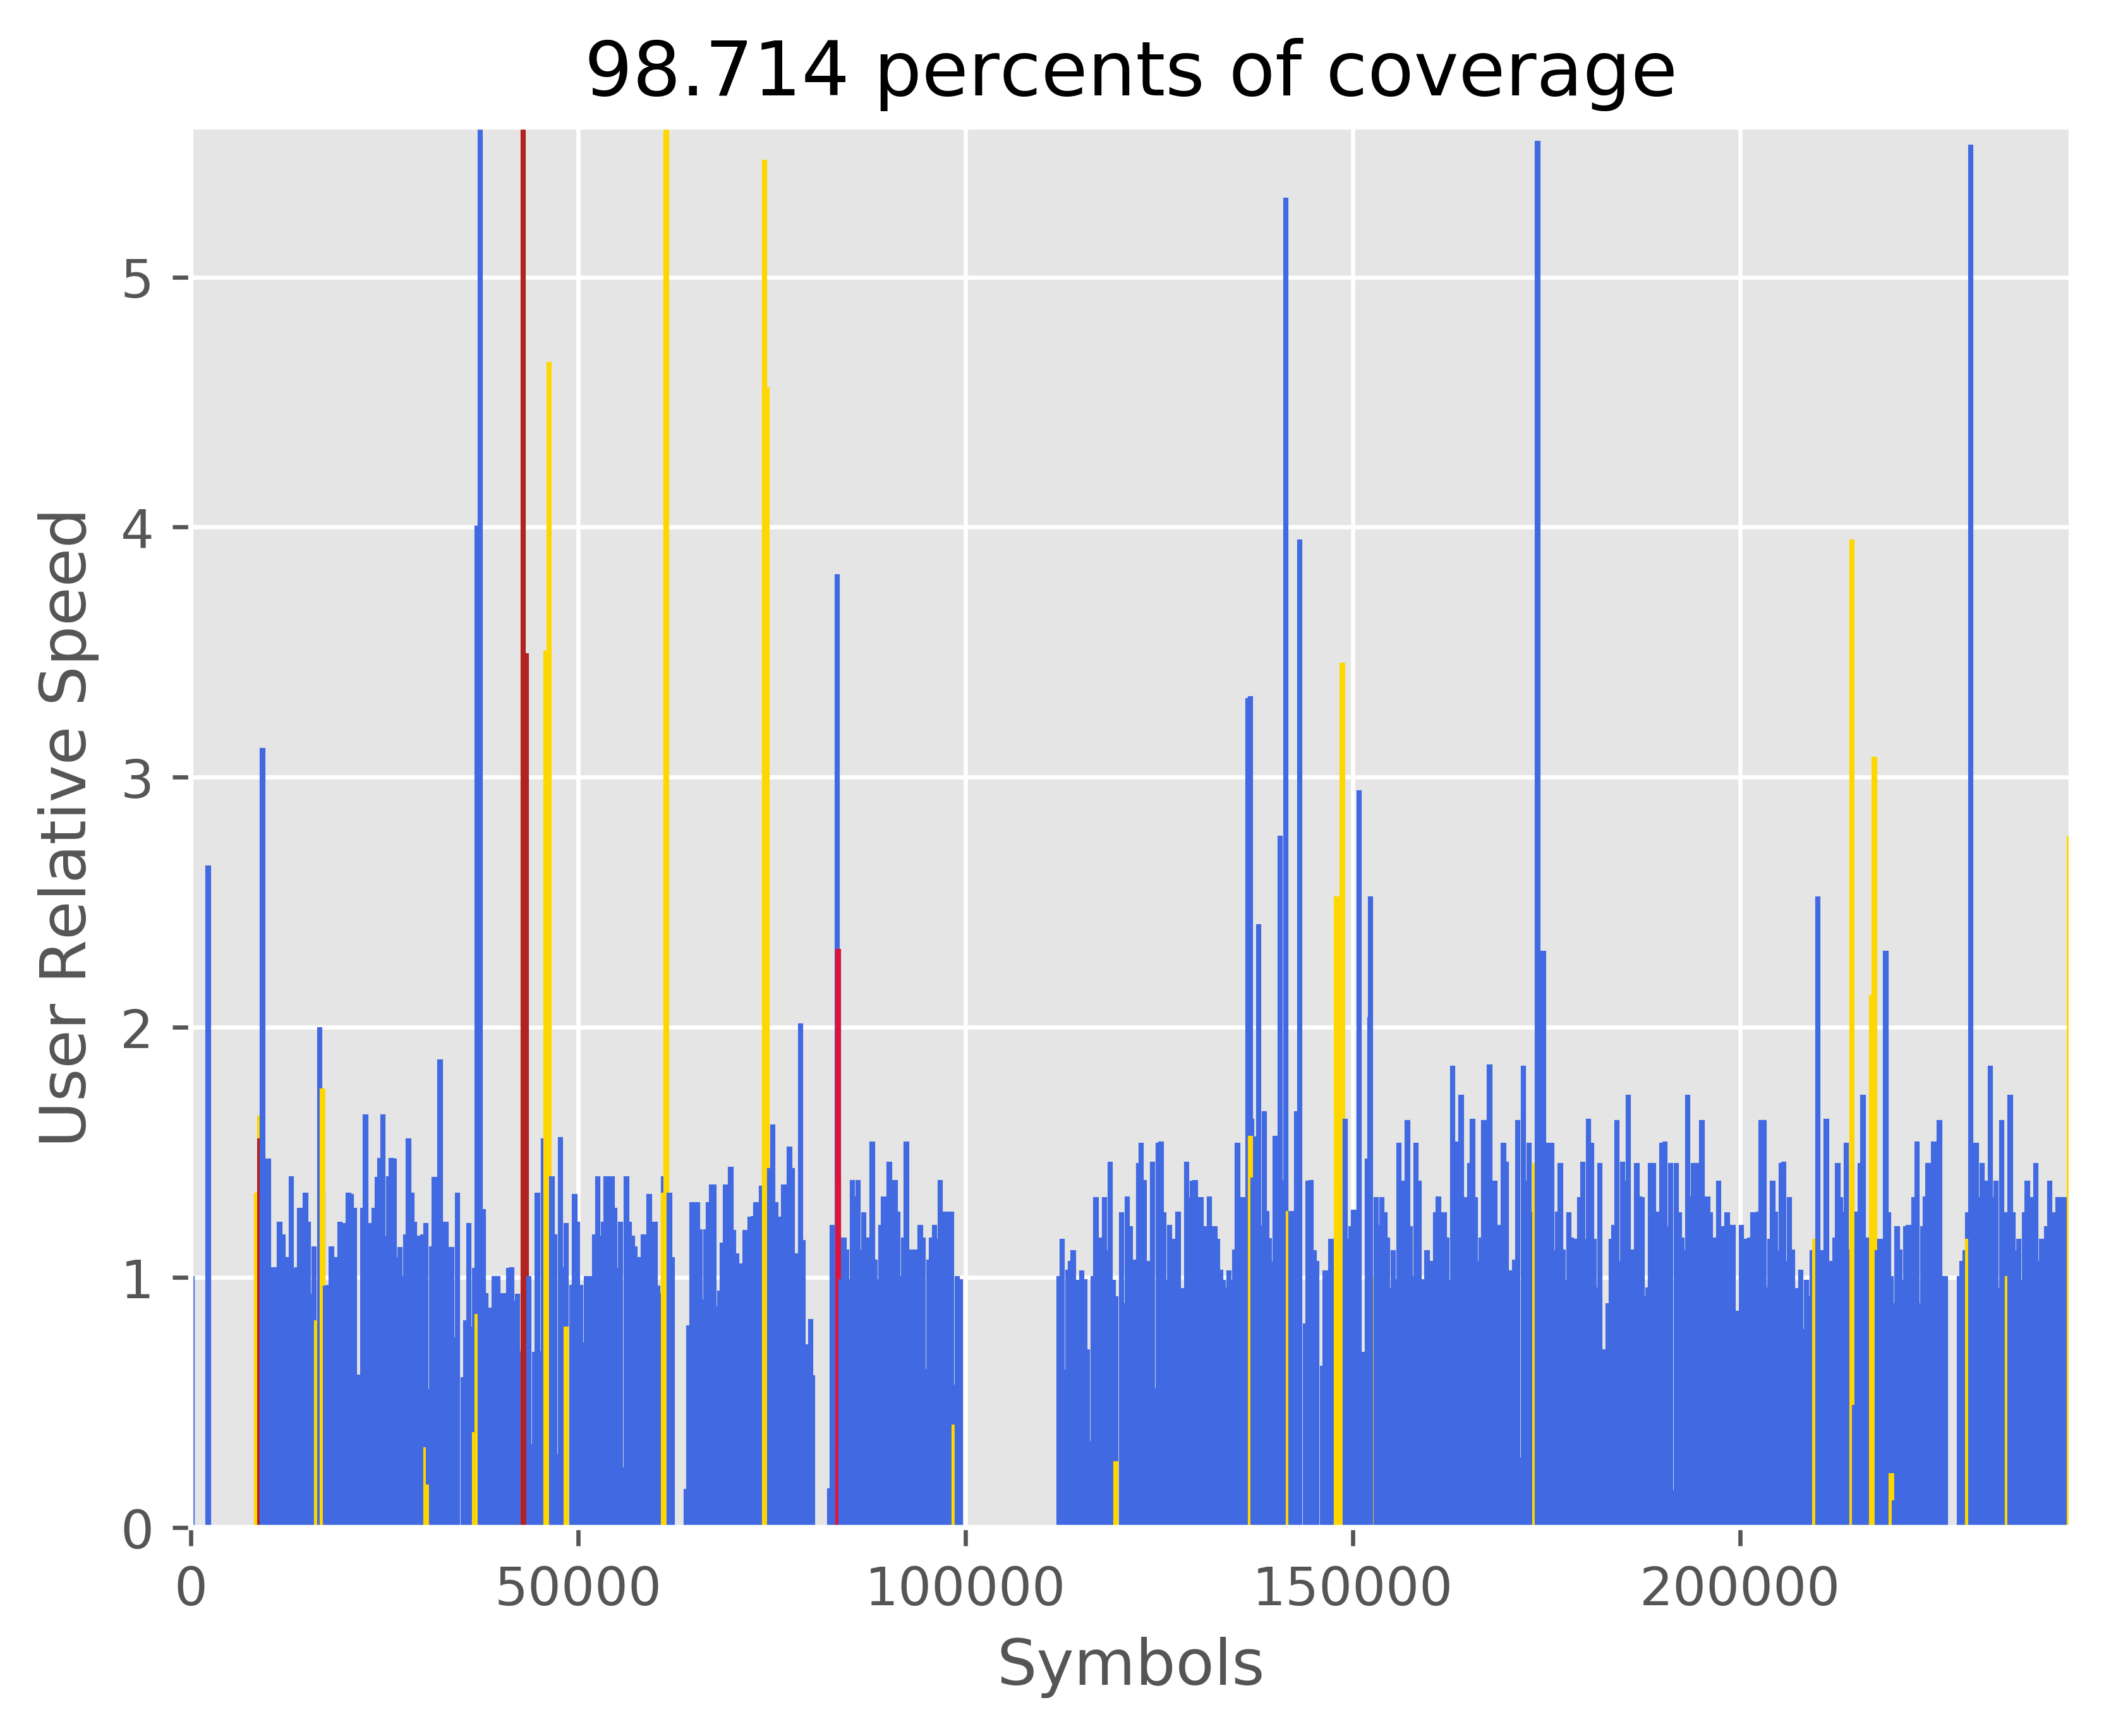 98.714 percents of coverage
User Relative Speed
5
4
3
2
1
0
0 50000 100000 150000 200000
Symbols